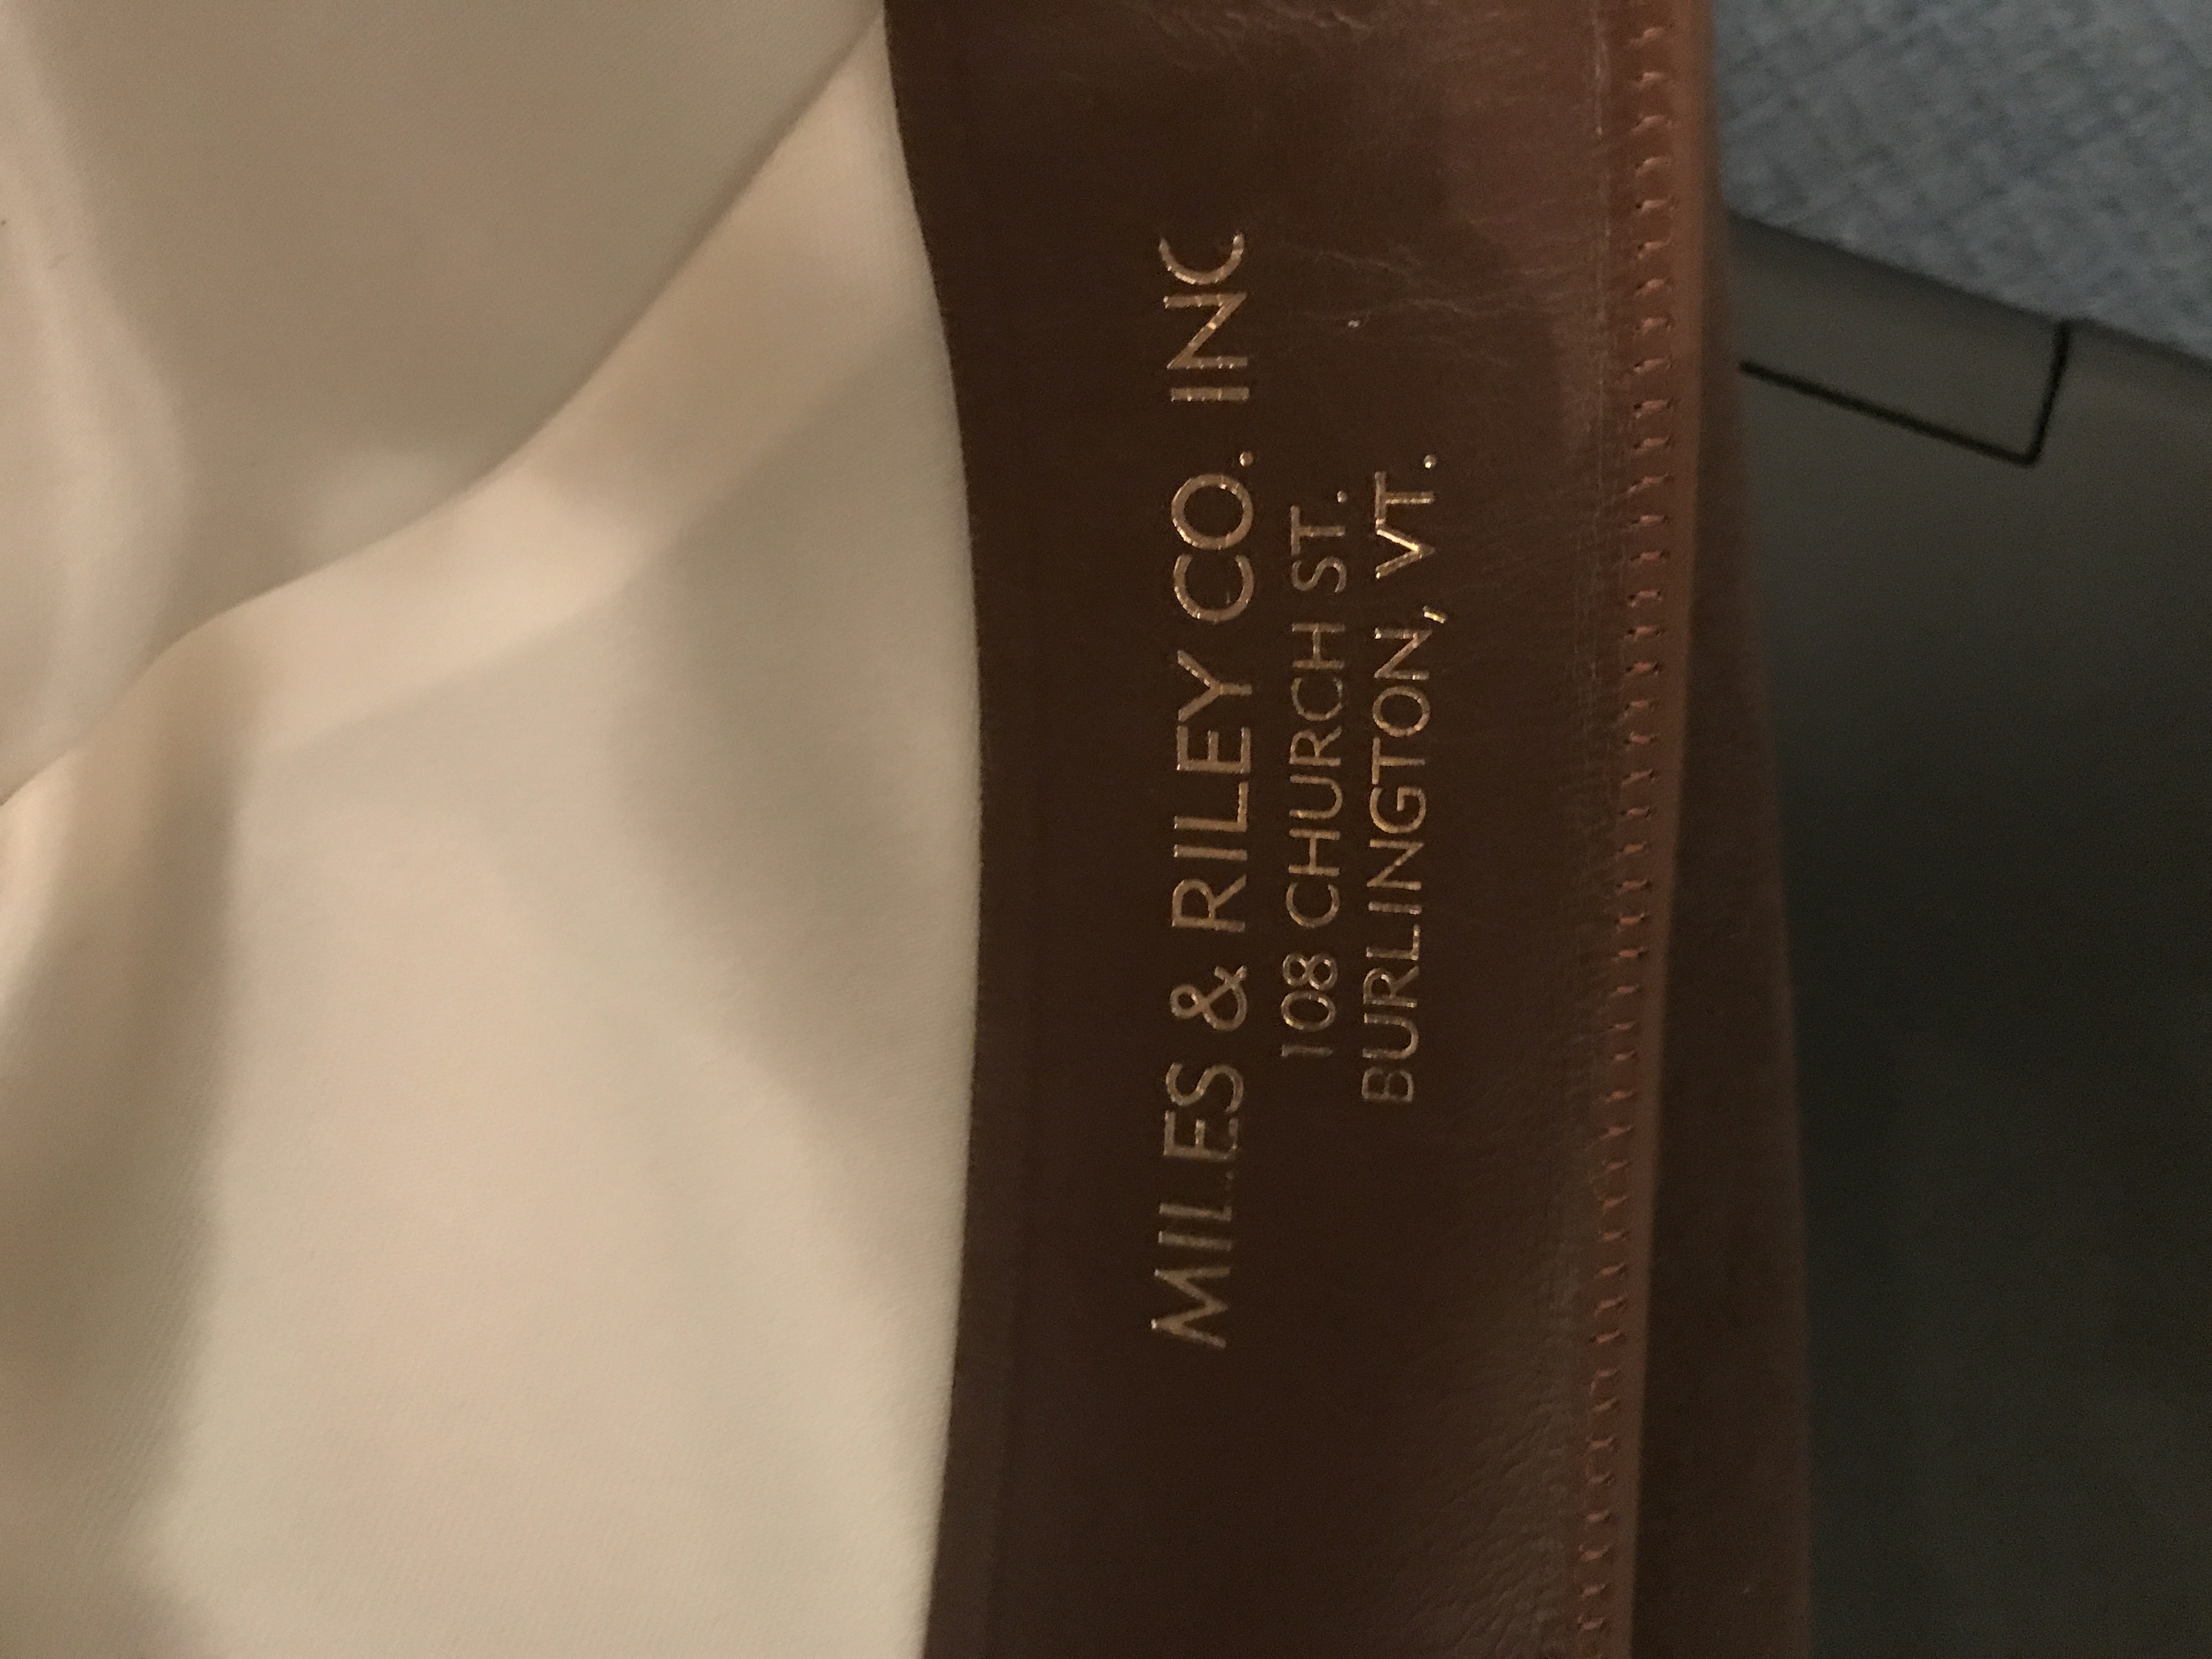 MILES & RILEY CO. INC
108 CHURCH ST.
BURLINGTON, VT.